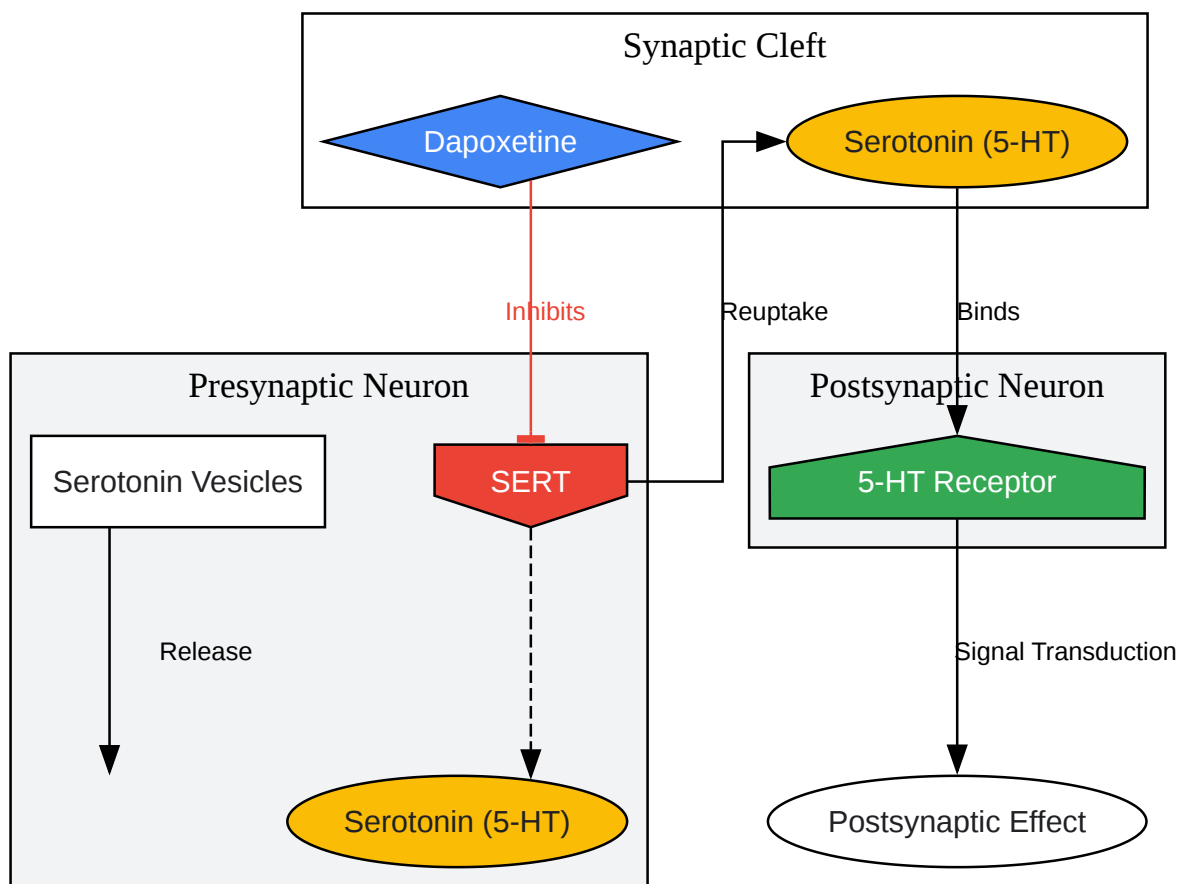 Synaptic Cleft
Dapoxetine
Serotonin (5-HT)
Inhibits
Reuptake
Binds
Presynaptic Neuron
Postsynaptic Neuron
Serotonin Vesicles
SERT
5-HT Receptor
Release
Signal Transduction
Serotonin (5-HT)
Postsynaptic Effect